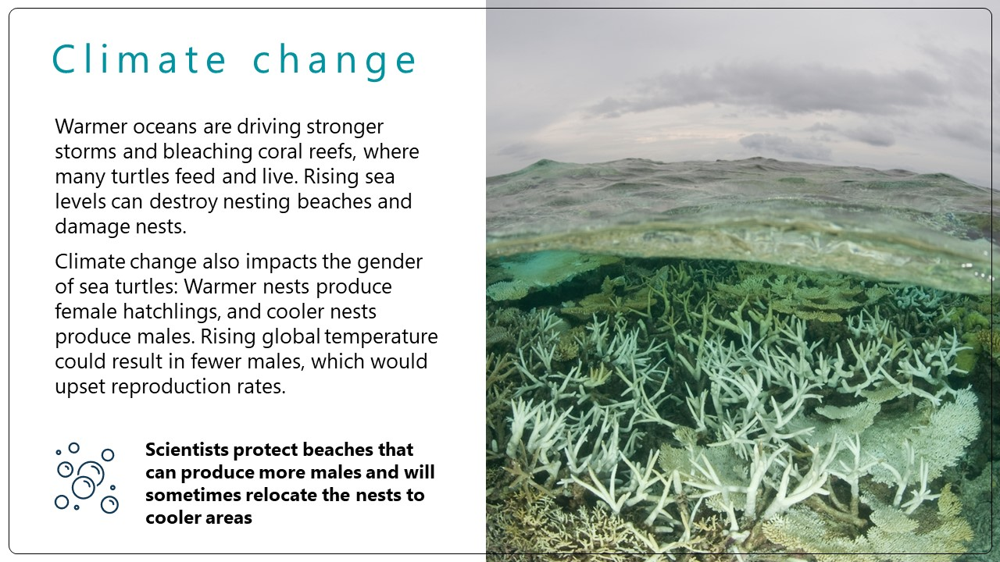 Climate change
Warmer oceans are driving stronger
storms and bleaching coral reefs, where
many turtles feed and live. Rising sea
levels can destroy nesting beaches and
damage nests.
Climate change also impacts the gender
of sea turtles: Warmer nests produce
female hatchlings, and cooler nests
produce males. Rising global temperature
could result in fewer males, which would
upset reproduction rates.
Scientists protect beaches that
can produce more males and will
sometimes relocate the nests to
cooler areas